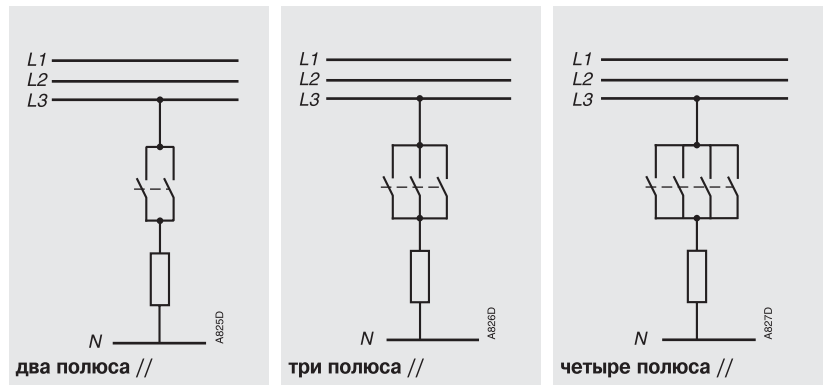 L1
L2
L3
N
A825D
два полюса //
L1
L2
L3
N
A826D
три полюса //
L1
L2
L3
N
A827D
четыре полюса //